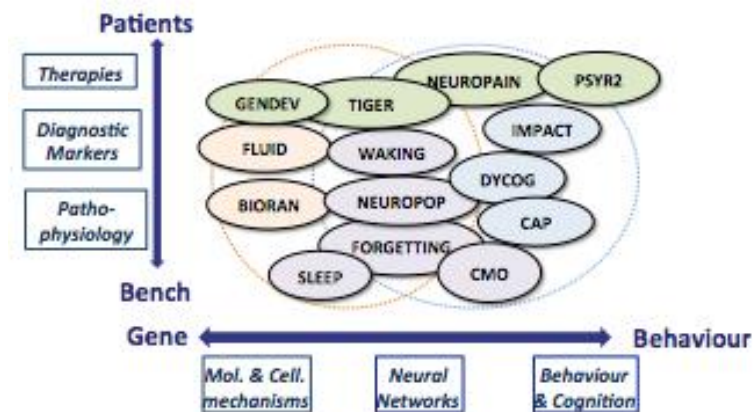 Patients
Therapies
Diagnostic
Markers
Patho-
physiology
Bench
NEUROPAIN
PSYR2
GENDEV
TIGER
IMPACT
FLUID
WAKING
DYCOG
BIORAN
NEUROPOP
CAP
FORGETTING
SLEEP
CMO
Gene
Behaviour
Mol. & Cell.
mechanisms
Neural
Networks
Behaviour
& Cognition